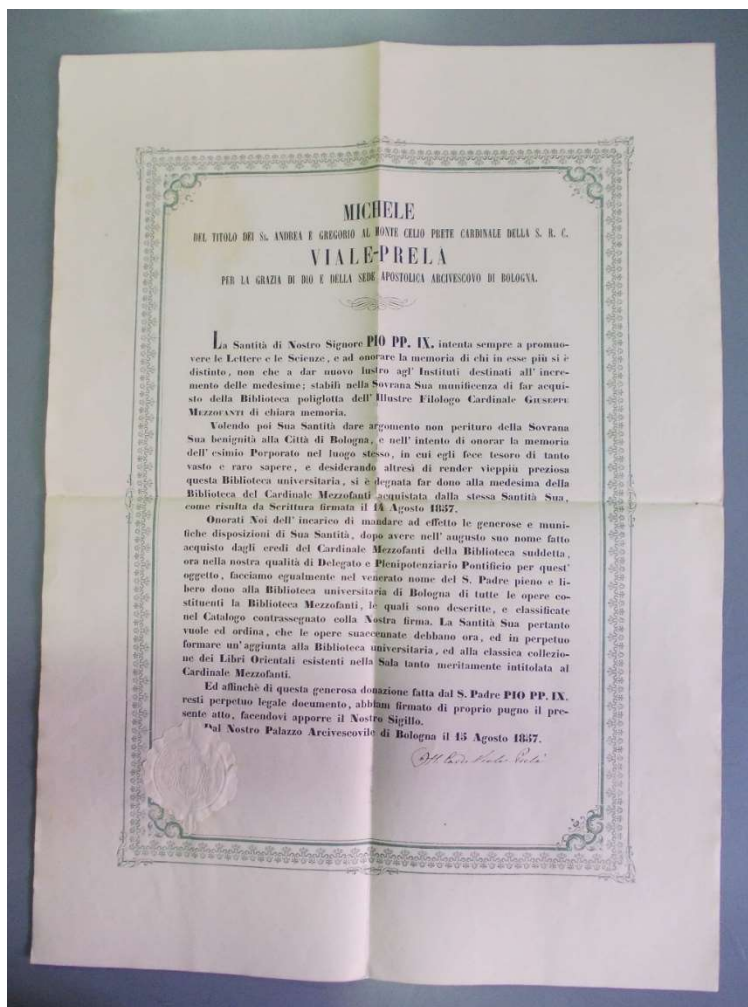 MICHELE
DEL TITOLO DEI Ss. ANDREA E GREGORIO AL MONTE CELIO PRETE CARDINALE DELLA S. R. C.
VIALE-PRELÀ
PER LA GRAZIA DI DIO E DELLA SEDE APOSTOLICA ARCIVESCOVO DI BOLOGNA.
La Santità di Nostro Signore PIO PP. IX. intenta sempre a promuo-
vere le Lettere e le Scienze, e ad onorare la memoria di chi in esse più si è
distinto, non che a dar nuovo lustro agl' Instituti destinati all' incre-
mento delle medesime; stabilì nella Sovrana Sua munificenza di far acqui-
sto della Biblioteca poliglotta dell' Illustre Filologo Cardinale GIUSEPPE
MEZZOFANTI di chiara memoria.
Volendo poi Sua Santità dare argomento non perituro della Sovrana
Sua benignità alla Città di Bologna, e nell' intento di onorar la memoria
dell' esimio Porporato nel luogo stesso, in cui egli fece tesoro di tanto
vasto e raro sapere, e desiderando altresì di render vieppiù preziosa
questa Biblioteca universitaria, si è degnata far dono alla medesima della
Biblioteca del Cardinale Mezzofanti acquistata dalla stessa Santità Sua,
come risulta da Scrittura firmata il 14 Agosto 1857.
Onorati Noi dell' incarico di mandare ad effetto le generose e muni-
fiche disposizioni di Sua Santità, dopo avere nell' augusto suo nome fatto
acquisto dagli eredi del Cardinale Mezzofanti della Biblioteca suddetta,
ora nella nostra qualità di Delegato e Plenipotenziario Pontificio per quest'
oggetto, facciamo egualmente nel venerato nome del S. Padre pieno e li-
bero dono alla Biblioteca universitaria di Bologna di tutte le opere co-
stituenti la Biblioteca Mezzofanti, le quali sono descritte, e classificate
nel Catalogo contrassegnato colla Nostra firma. La Santità Sua pertanto
vuole ed ordina, che le opere suaccennate debbano ora, ed in perpetuo
formare un'aggiunta alla Biblioteca universitaria, ed alla classica collezio-
ne dei Libri Orientali esistenti nella Sala tanto meritamente intitolata al
Cardinale Mezzofanti.
Ed affinchè di questa generosa donazione fatta dal S. Padre PIO PP. IX.
resti perpetuo legale documento, abbiam firmato di proprio pugno il pre-
sente atto, facendovi apporre il Nostro Sigillo.
Dal Nostro Palazzo Arcivescovile di Bologna il 15 Agosto 1857.
M Card. Viale Prelà